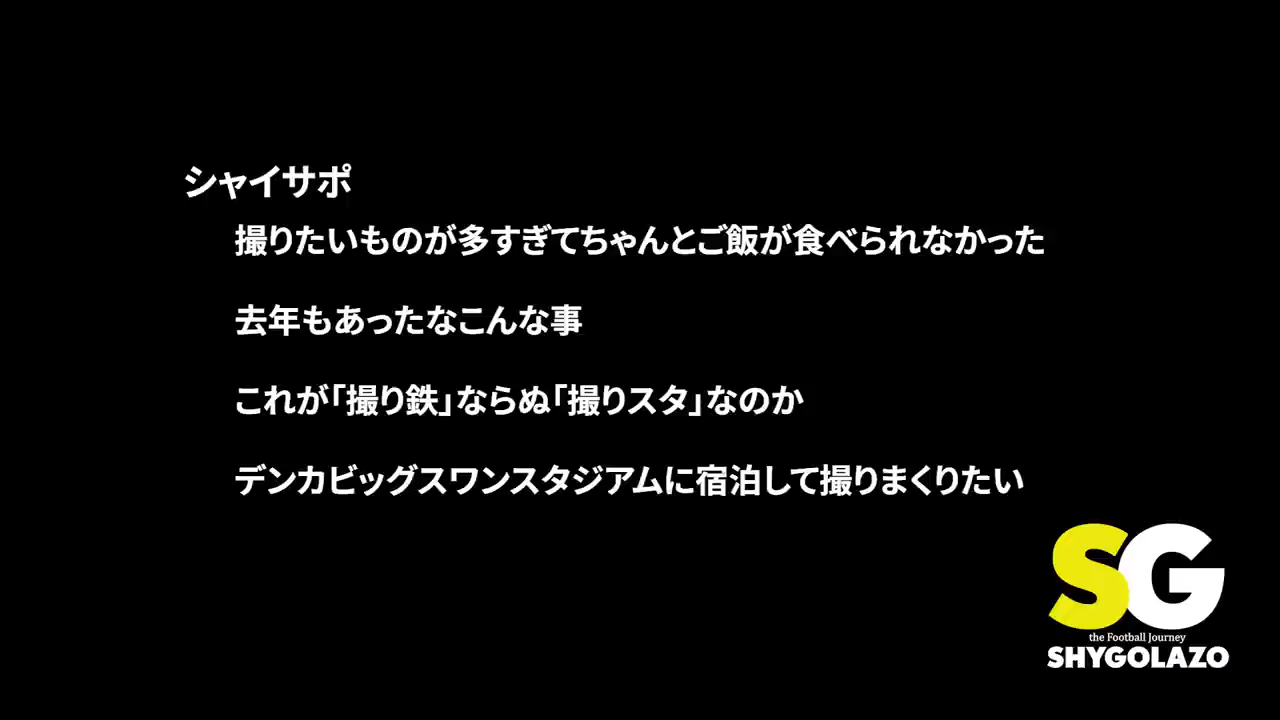 シャイサポ
撮りたいものが多すぎてちゃんとご飯が食べられなかった
去年もあったなこんな事
これが「撮り鉄」ならぬ「撮りスタ」なのか
デンカビッグスワンスタジアムに宿泊して撮りまくりたい
SG
the Football Journey
SHYGOLAZO